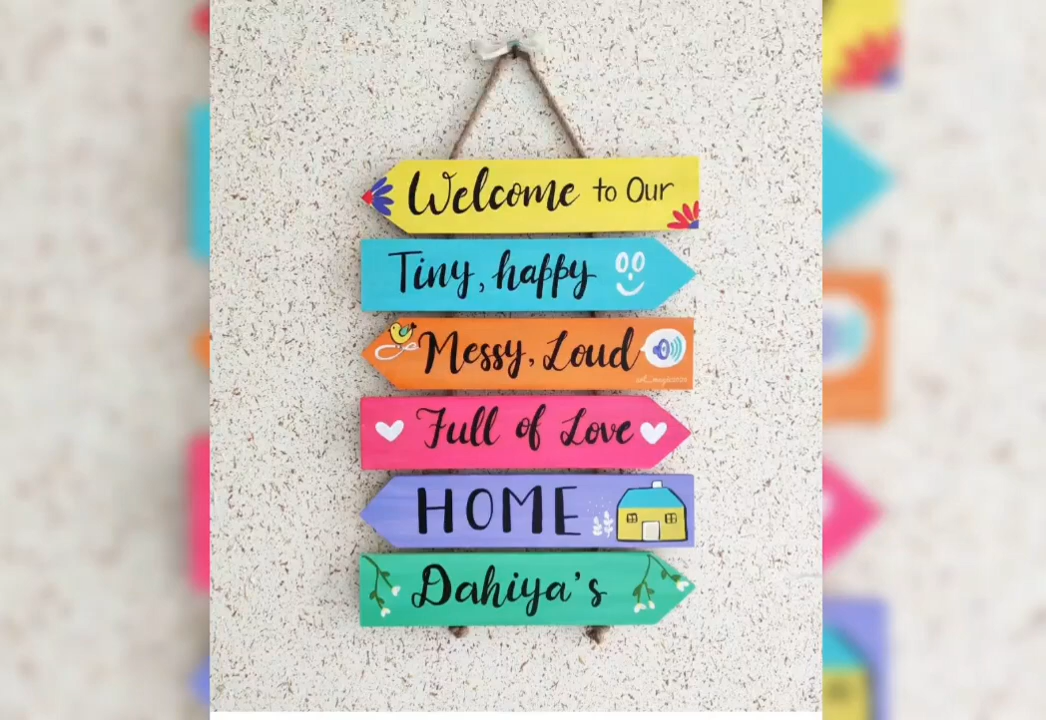 Welcome to Our
Tiny, happy
Messy, Loud
Full of Love
HOME
Dahiya's